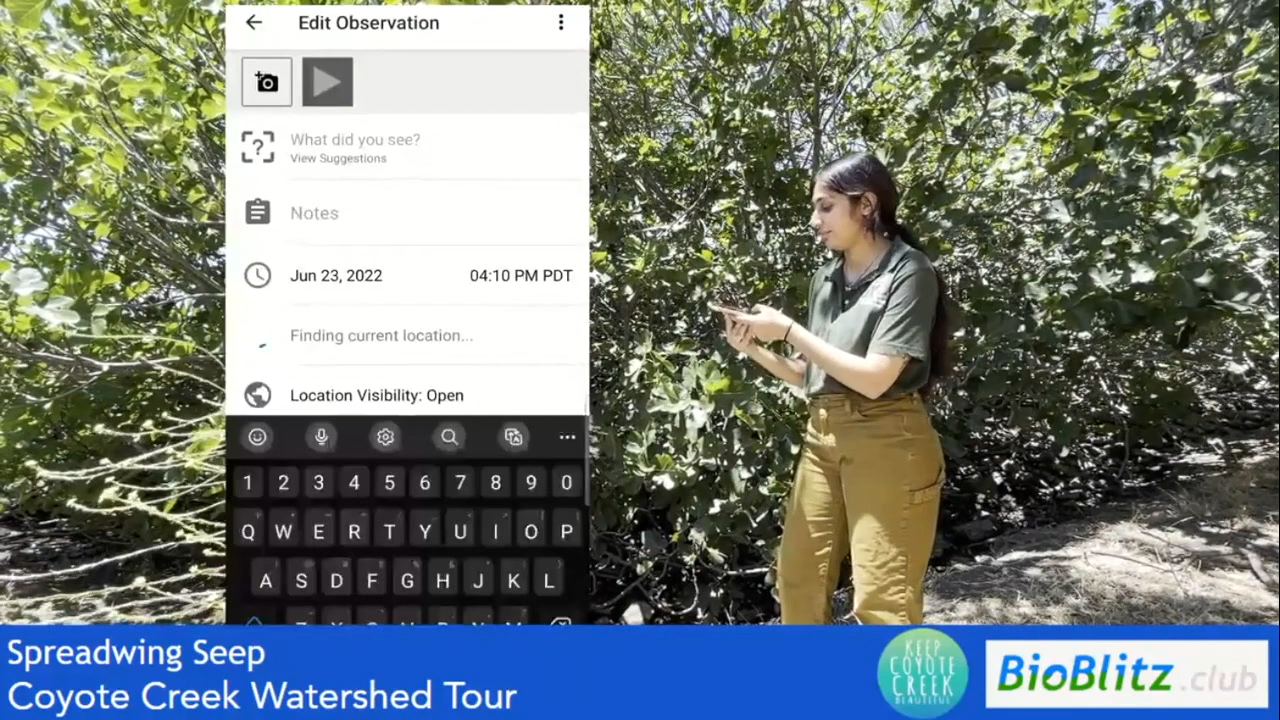 Edit Observation
What did you see?
View Suggestions
Notes
Jun 23, 2022 04:10 PM PDT
Finding current location...
Location Visibility: Open
1 2 3 4 5 6 7 8 9 0
Q W E R T Y U I O P
A S D F G H J K L
Spreadwing Seep
Coyote Creek Watershed Tour
KEEP
COYOTE
CREEK
BEAUTIFUL
BioBlitz.club